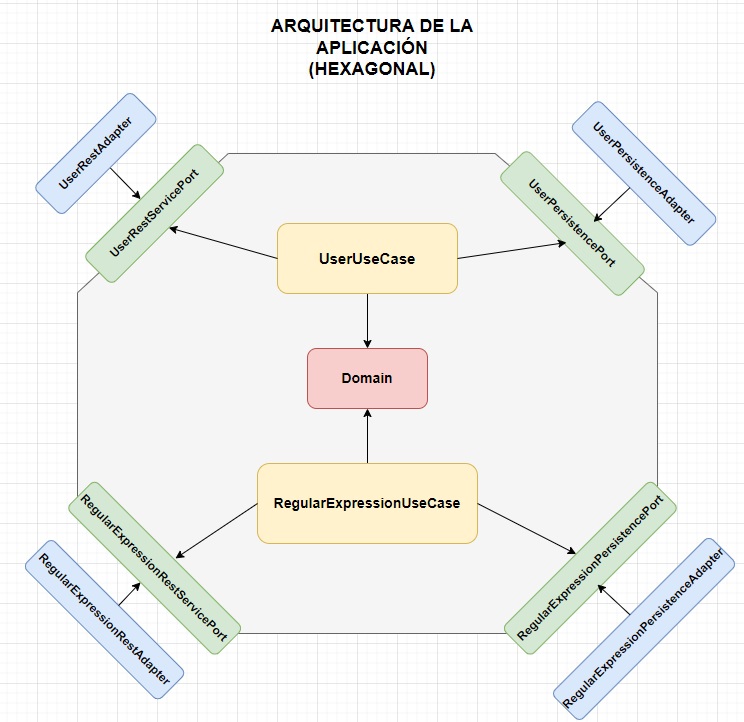 ARQUITECTURA DE LA
APLICACIÓN
(HEXAGONAL)
UserRestAdapter
UserRestServicePort
UserPersistenceAdapter
UserPersistencePort
UserUseCase
Domain
RegularExpressionUseCase
RegularExpressionRestServicePort
RegularExpressionRestAdapter
RegularExpressionPersistencePort
RegularExpressionPersistenceAdapter